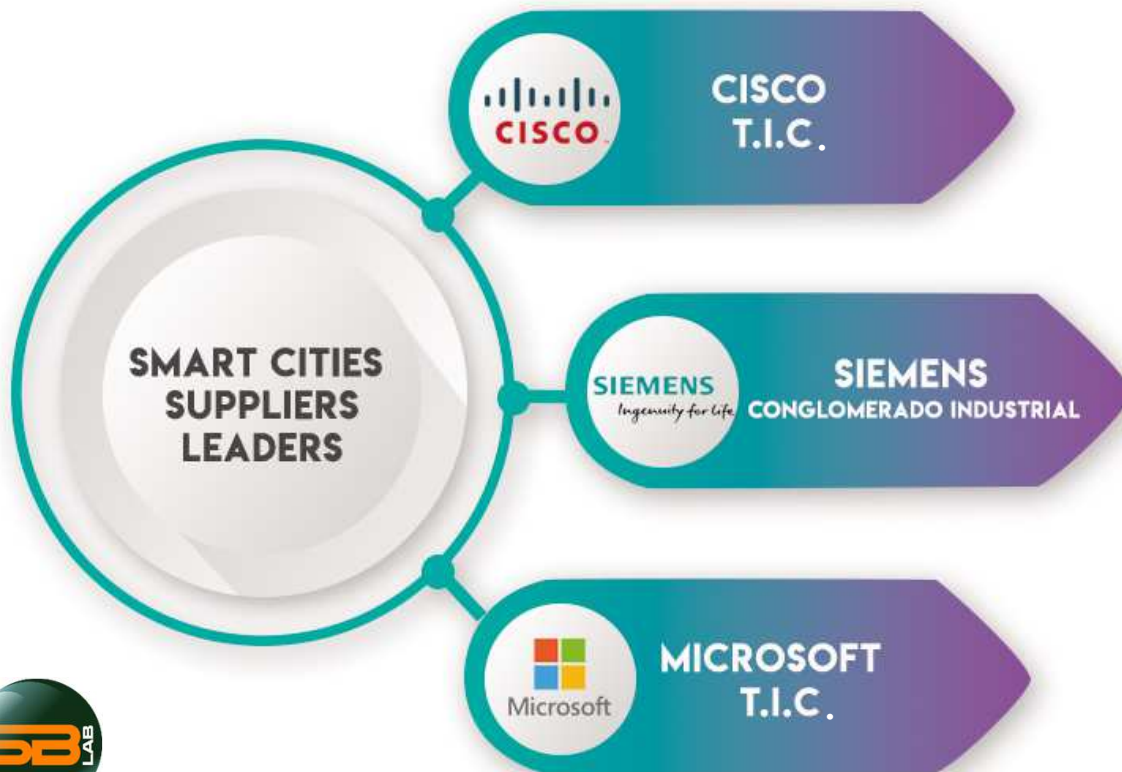 CISCO
CISCO
T.I.C.
SMART CITIES
SUPPLIERS
LEADERS
SIEMENS
Ingenuity for life
SIEMENS
CONGLOMERADO INDUSTRIAL
Microsoft
MICROSOFT
T.I.C.
LAB